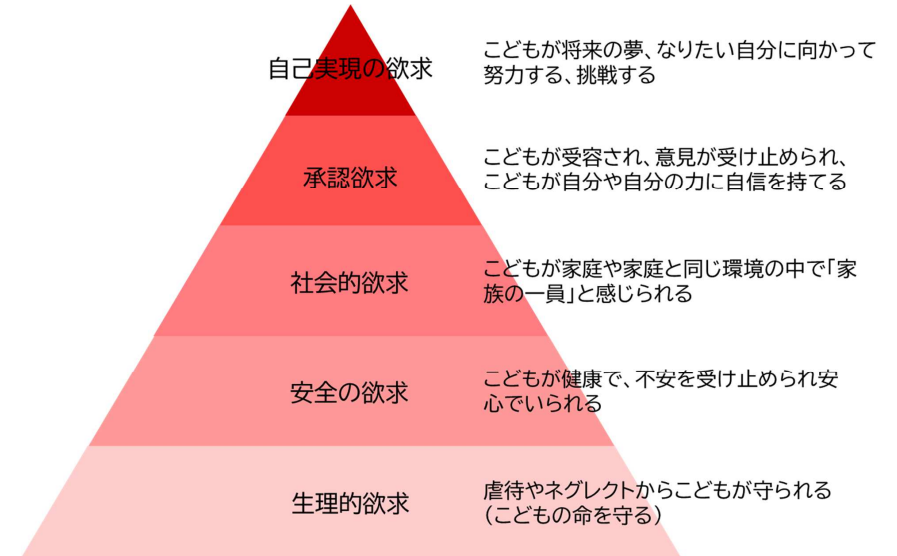 自己実現の欲求
こどもが将来の夢、なりたい自分に向かって
努力する、挑戦する
承認欲求
こどもが受容され、意見が受け止められ、
こどもが自分や自分の力に自信を持てる
社会的欲求
こどもが家庭や家庭と同じ環境の中で「家
族の一員」と感じられる
安全の欲求
こどもが健康で、不安を受け止められ安
心でいられる
生理的欲求
虐待やネグレクトからこどもが守られる
（こどもの命を守る）